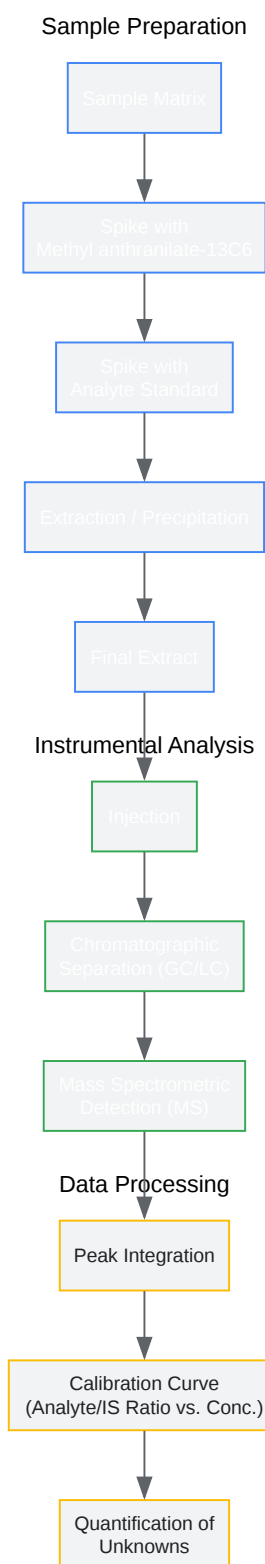 Sample Preparation
Sample Matrix
Spike with
Methyl anthranilate-13C6
Spike with
Analyte Standard
Extraction / Precipitation
Final Extract
Instrumental Analysis
Injection
Chromatographic
Separation (GC/LC)
Mass Spectrometric
Detection (MS)
Data Processing
Peak Integration
Calibration Curve
(Analyte/IS Ratio vs. Conc.)
Quantification of
Unknowns